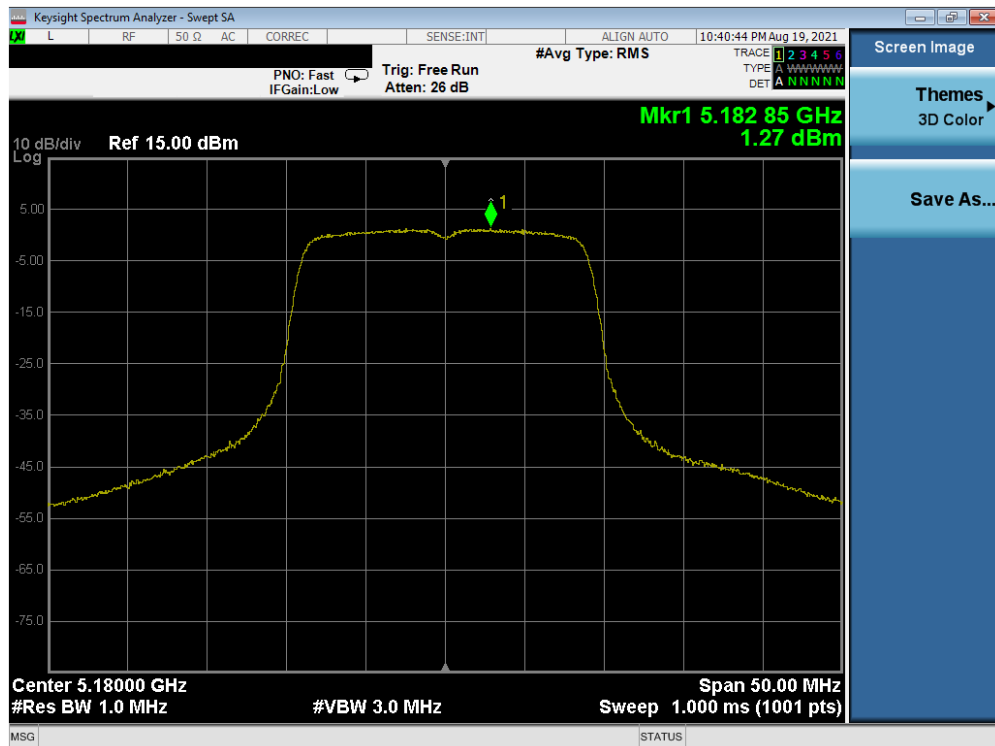 Keysight Spectrum Analyzer - Swept SA
LXI L RF 50 Ω AC CORREC SENSE:INT ALIGN AUTO 10:40:44 PM Aug 19, 2021
#Avg Type: RMS
TRACE 1 2 3 4 5 6
PNO: Fast Trig: Free Run
TYPE A WWWWW
IFGain:Low Atten: 26 dB
DET A N N N N N
Mkr1 5.182 85 GHz
1.27 dBm
10 dB/div Ref 15.00 dBm
Log
1
5.00
-5.00
-15.0
-25.0
-35.0
-45.0
-55.0
-65.0
-75.0
Center 5.18000 GHz Span 50.00 MHz
#Res BW 1.0 MHz #VBW 3.0 MHz Sweep 1.000 ms (1001 pts)
MSG STATUS
Screen Image
Themes
3D Color
Save As...